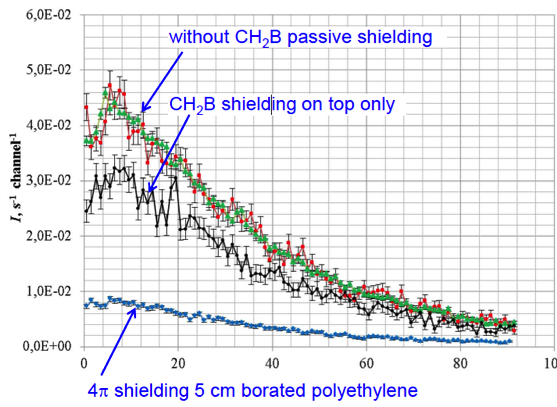 6,0E-02
without CH₂B passive shielding
5,0E-02
CH₂B shielding on top only
4,0E-02
I, s⁻¹ channel⁻¹
3,0E-02
2,0E-02
1,0E-02
0,0E+00
0 20 40 60 80 10
4π shielding 5 cm borated polyethylene